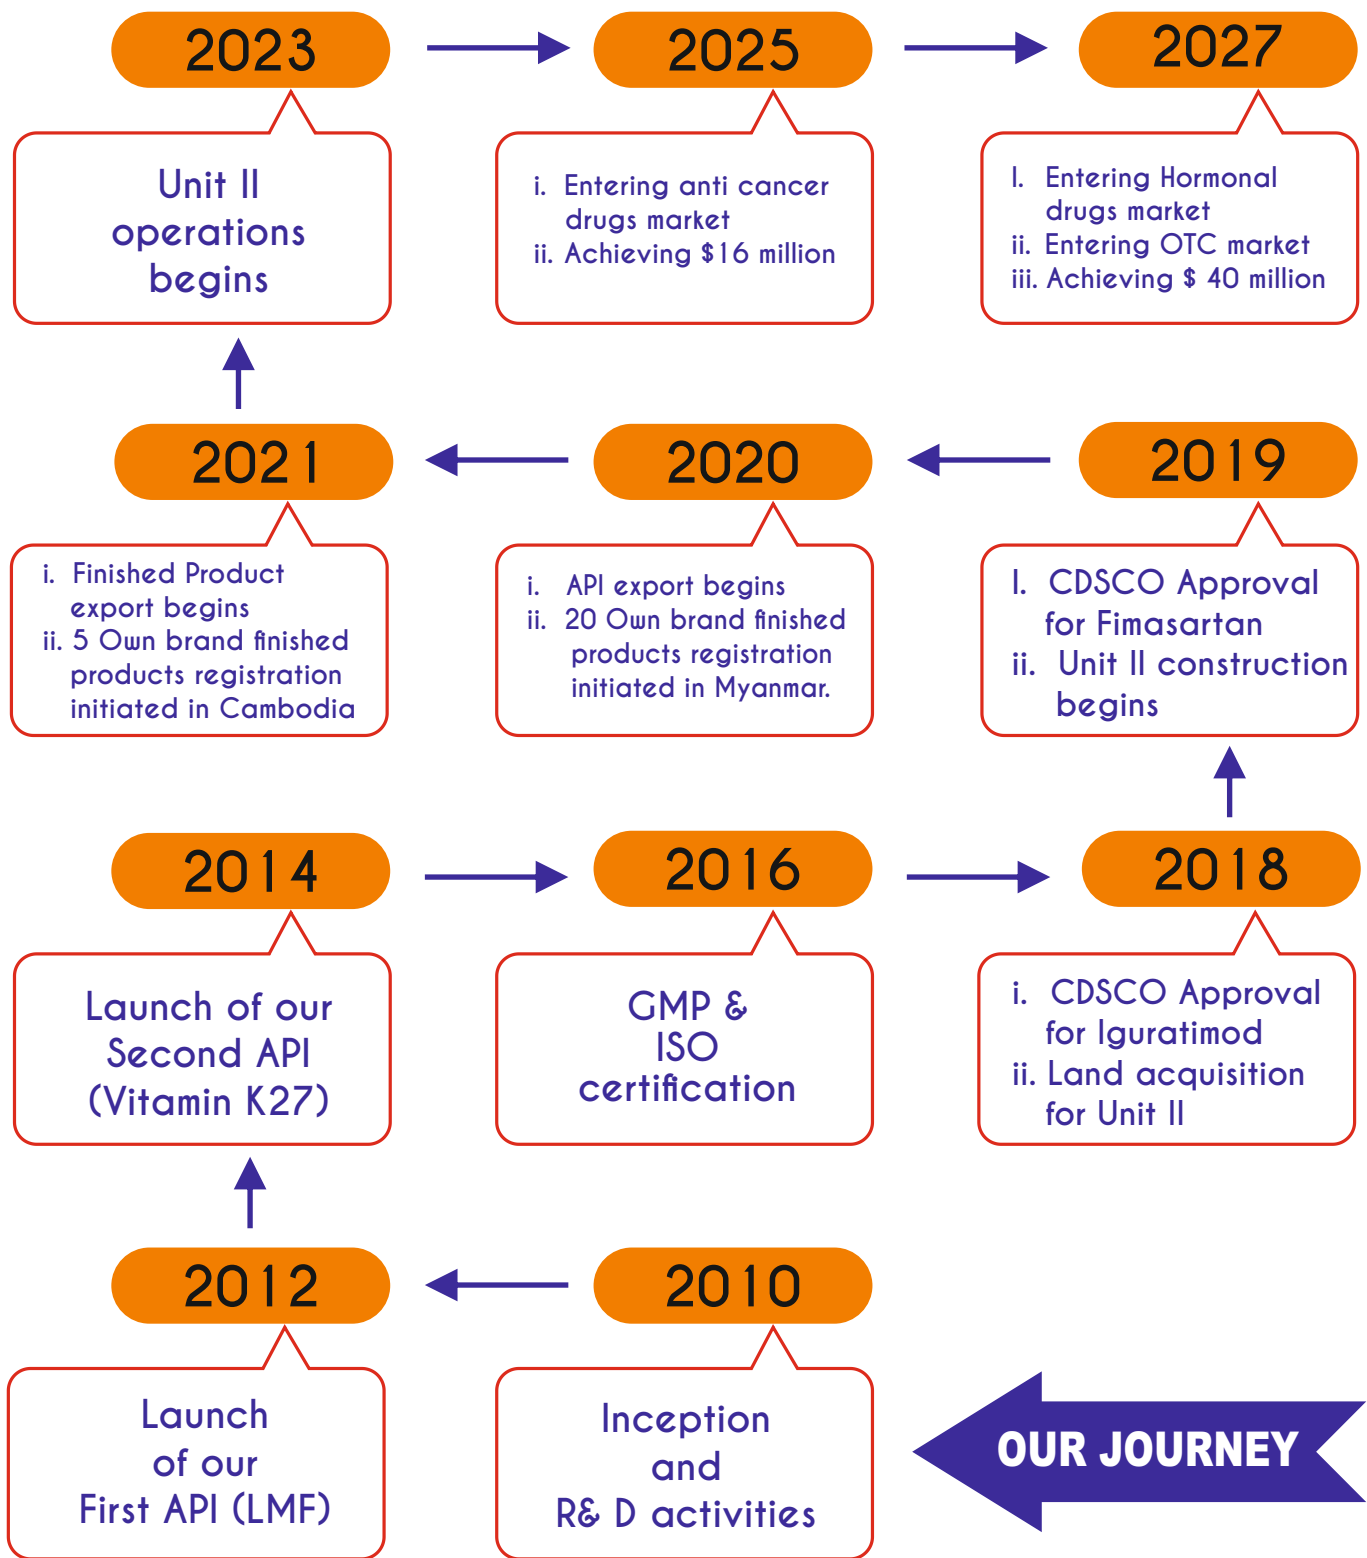 2023
2025
2027
Unit II
operations
begins
i. Entering anti cancer
drugs market
ii. Achieving $16 million
I. Entering Hormonal
drugs market
ii. Entering OTC market
iii. Achieving $ 40 million
2021
2020
2019
i. Finished Product
export begins
ii. 5 Own brand finished
products registration
initiated in Cambodia
i. API export begins
ii. 20 Own brand finished
products registration
initiated in Myanmar.
I. CDSCO Approval
for Fimasartan
ii. Unit II construction
begins
2014
2016
2018
Launch of our
Second API
(Vitamin K27)
GMP &
ISO
certification
i. CDSCO Approval
for Iguratimod
ii. Land acquisition
for Unit II
2012
2010
Launch
of our
First API (LMF)
Inception
and
R& D activities
OUR JOURNEY